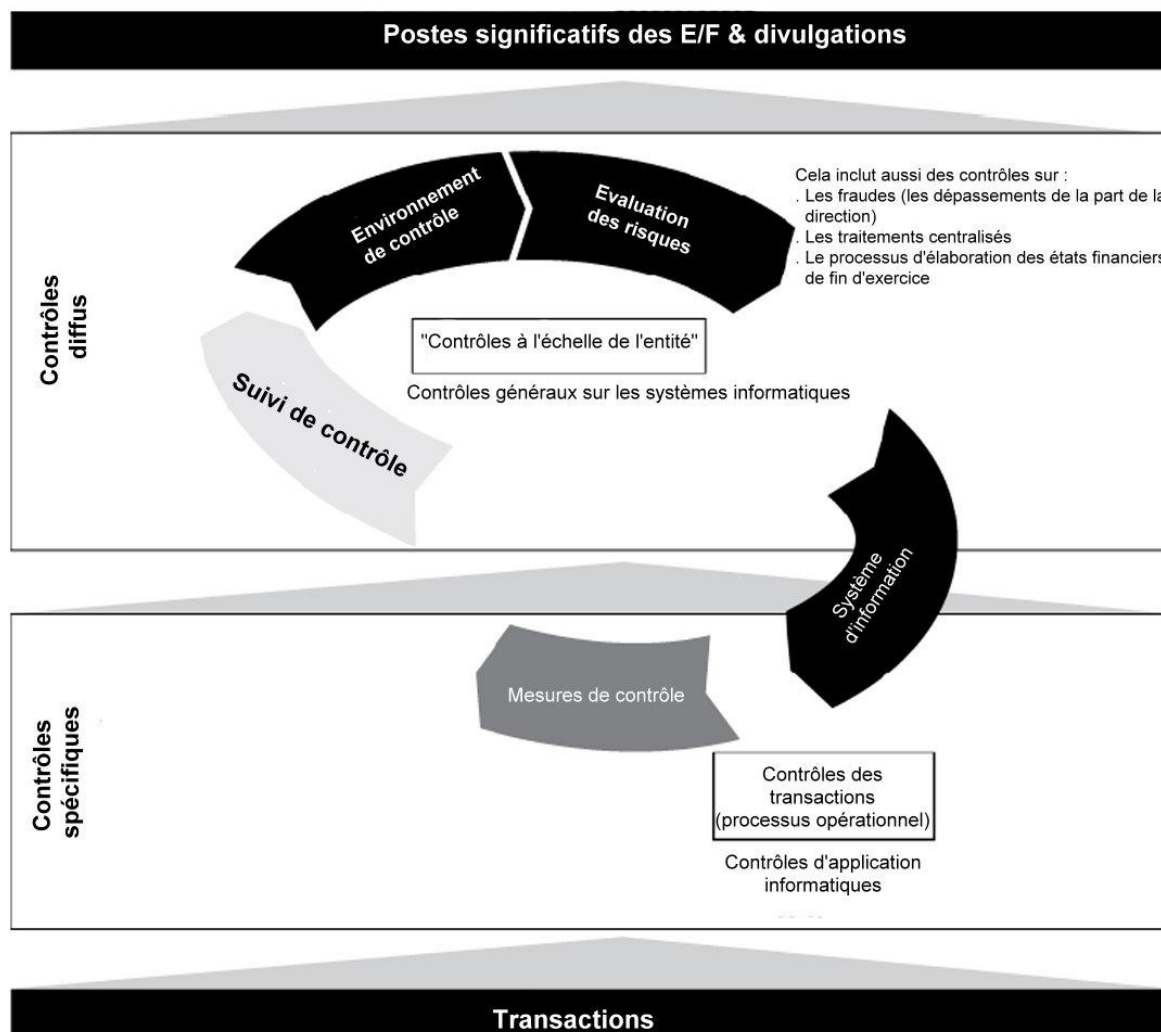 Postes significatifs des E/F & divulgations
Contrôles
diffus
Environnement
de contrôle
Evaluation
des risques
Cela inclut aussi des contrôles sur :
. Les fraudes (les dépassements de la part de la
direction)
. Les traitements centralisés
. Le processus d'élaboration des états financiers
de fin d'exercice
"Contrôles à l'échelle de l'entité"
Contrôles généraux sur les systèmes informatiques
Suivi de contrôle
Système
d'information
Contrôles
spécifiques
Mesures de contrôle
Contrôles des
transactions
(processus opérationnel)
Contrôles d'application
informatiques
Transactions